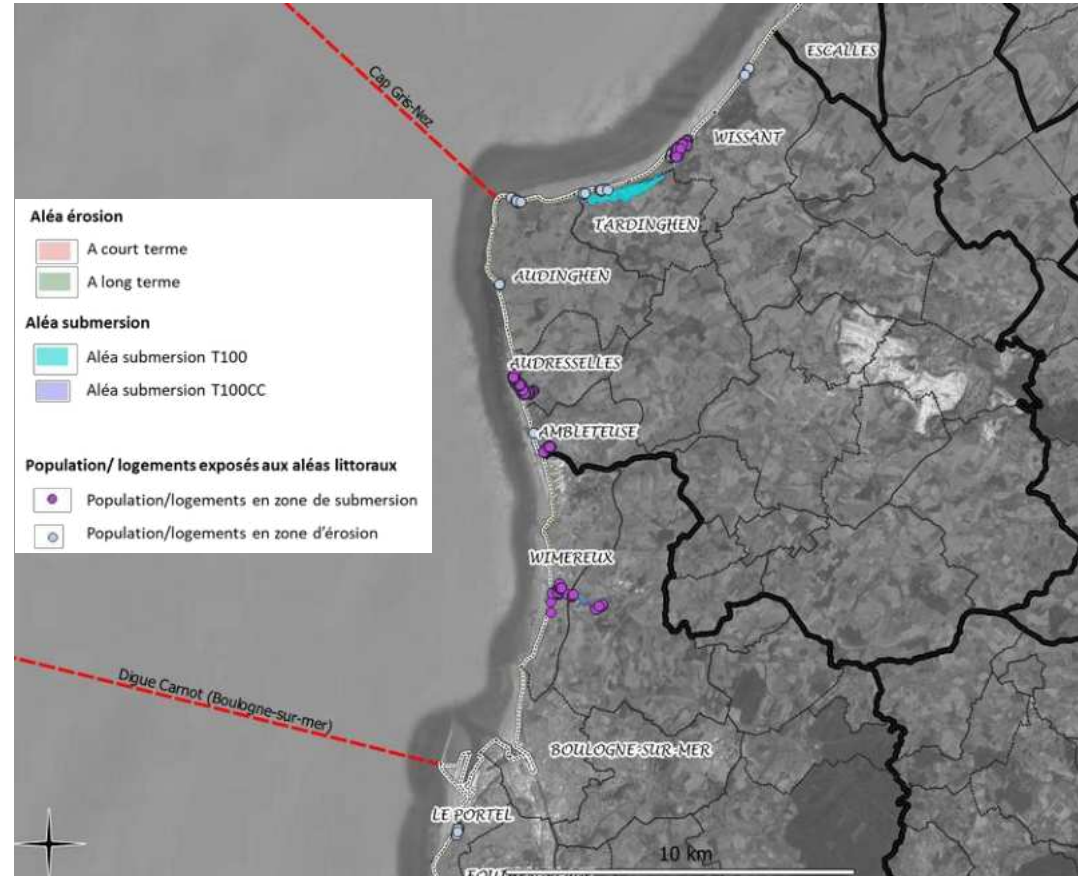 ESCALLES
Cap Gris-Nez
WISSANT
TARDINGHEN
Aléa érosion
A court terme
A long terme
Aléa submersion
Aléa submersion T100
Aléa submersion T100CC
Population/ logements exposés aux aléas littoraux
Population/logements en zone de submersion
Population/logements en zone d'érosion
AUDINGHEN
AUDRESSELLES
AMBLETEUSE
WIMEREUX
Digue Carnot (Boulogne-sur-mer)
BOULOGNE-SUR-MER
LE PORTEL
10 km